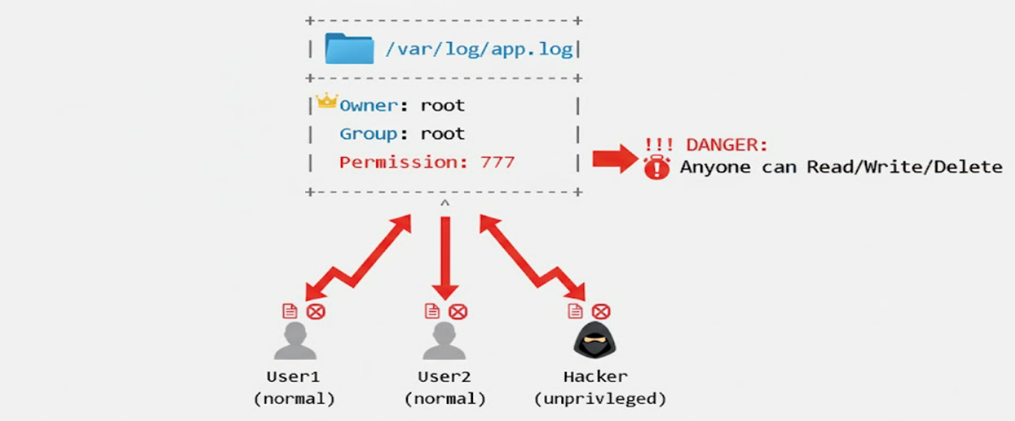 /var/log/app.log
Owner: root
Group: root
Permission: 777
!!! DANGER:
Anyone can Read/Write/Delete
User1
(normal)
User2
(normal)
Hacker
(unprivleged)